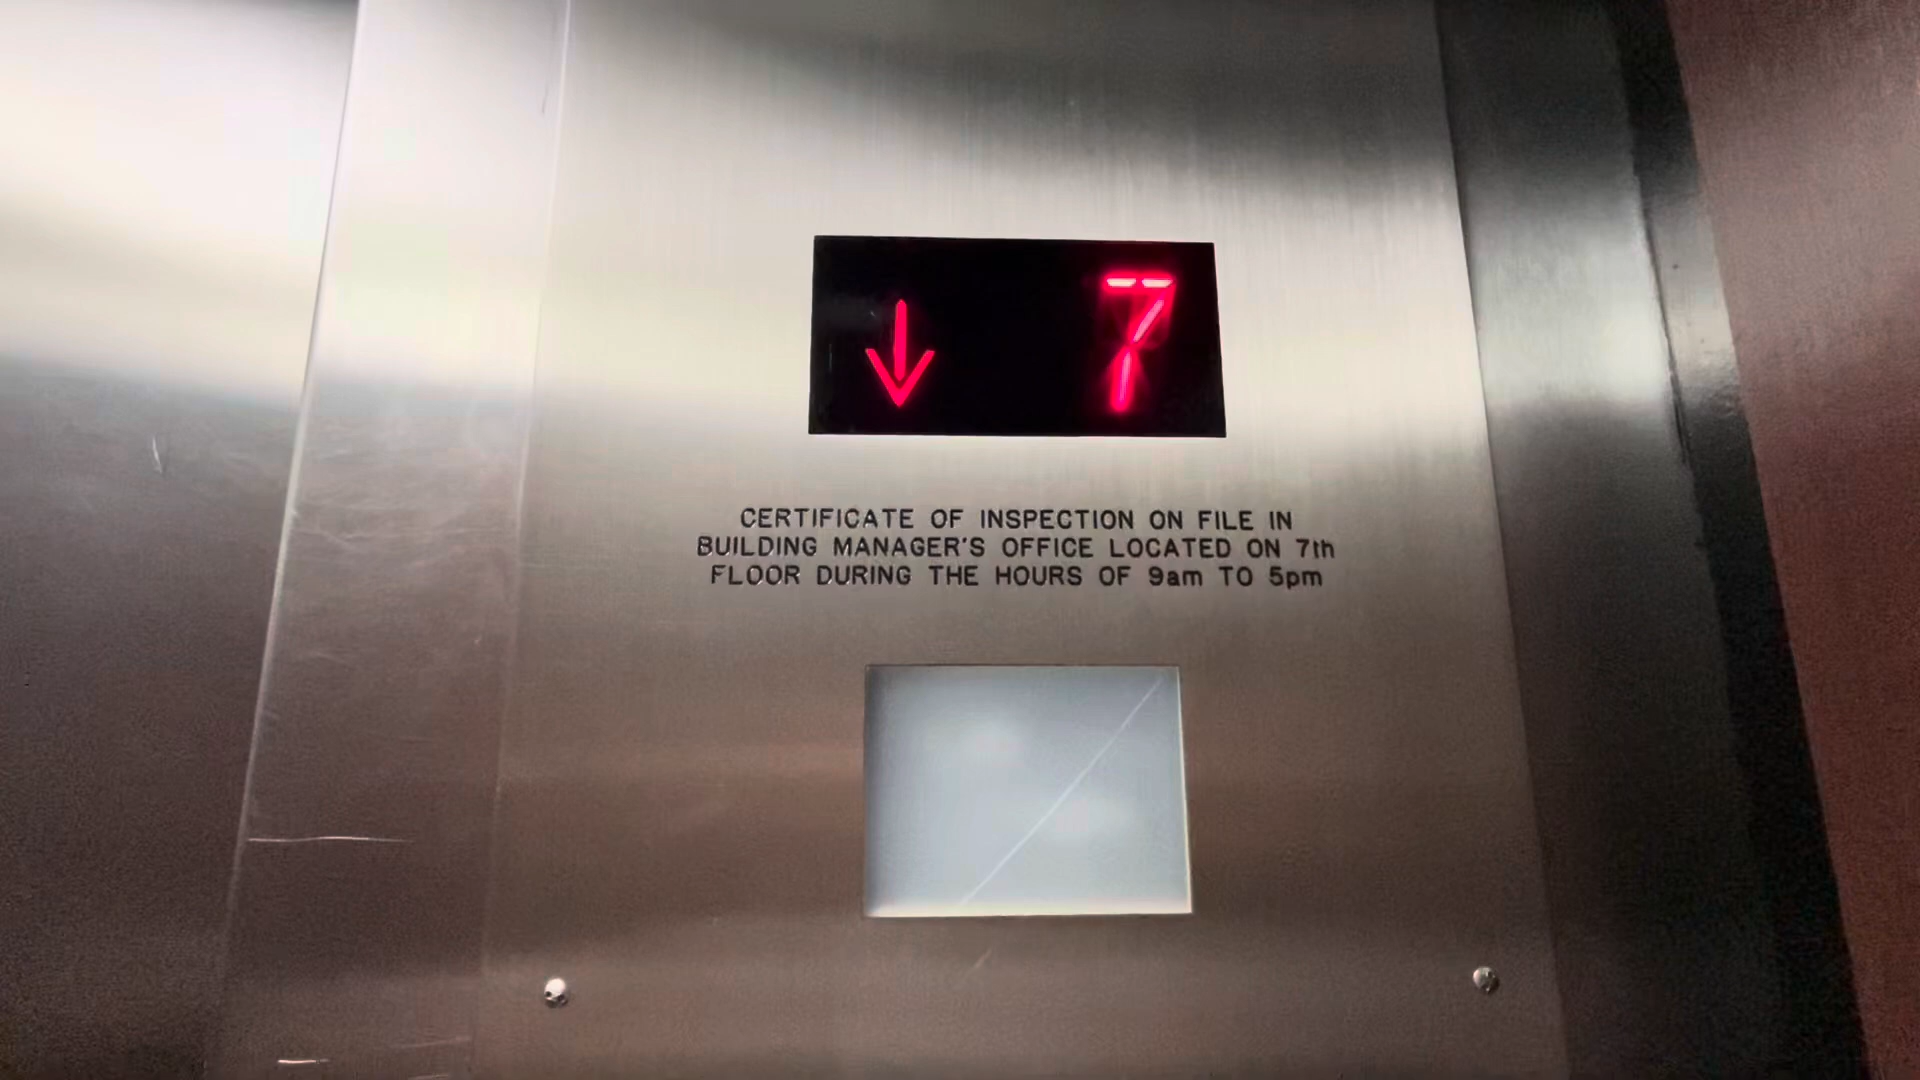 ↓ 7
CERTIFICATE OF INSPECTION ON FILE IN
BUILDING MANAGER'S OFFICE LOCATED ON 7th
FLOOR DURING THE HOURS OF 9am TO 5pm